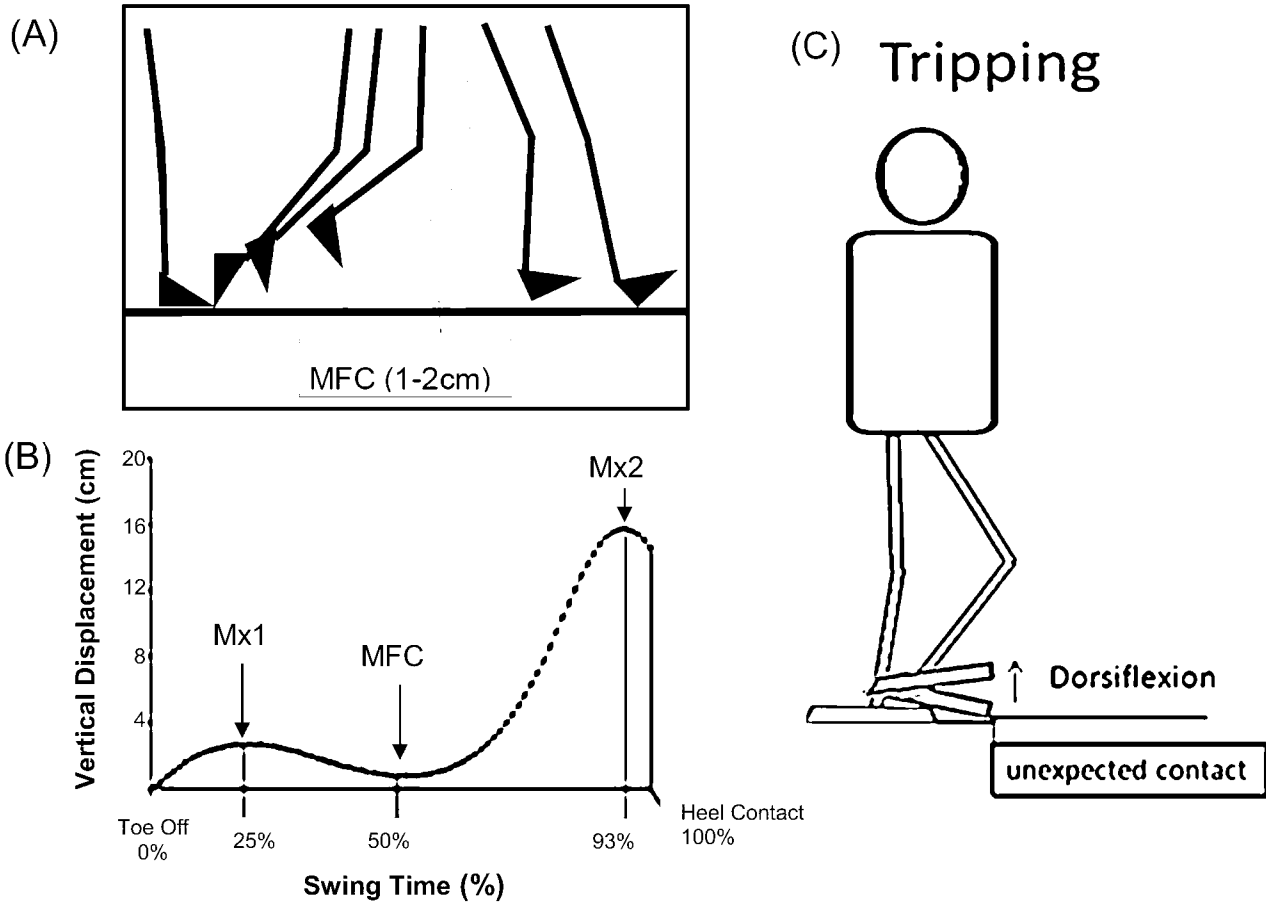 (A)
MFC (1-2cm)
(B)
Vertical Displacement (cm)
20
16
12
8
4
Mx1
MFC
Mx2
Toe Off
0%
25%
50%
93%
Heel Contact
100%
Swing Time (%)
(C)
Tripping
Dorsiflexion
unexpected contact